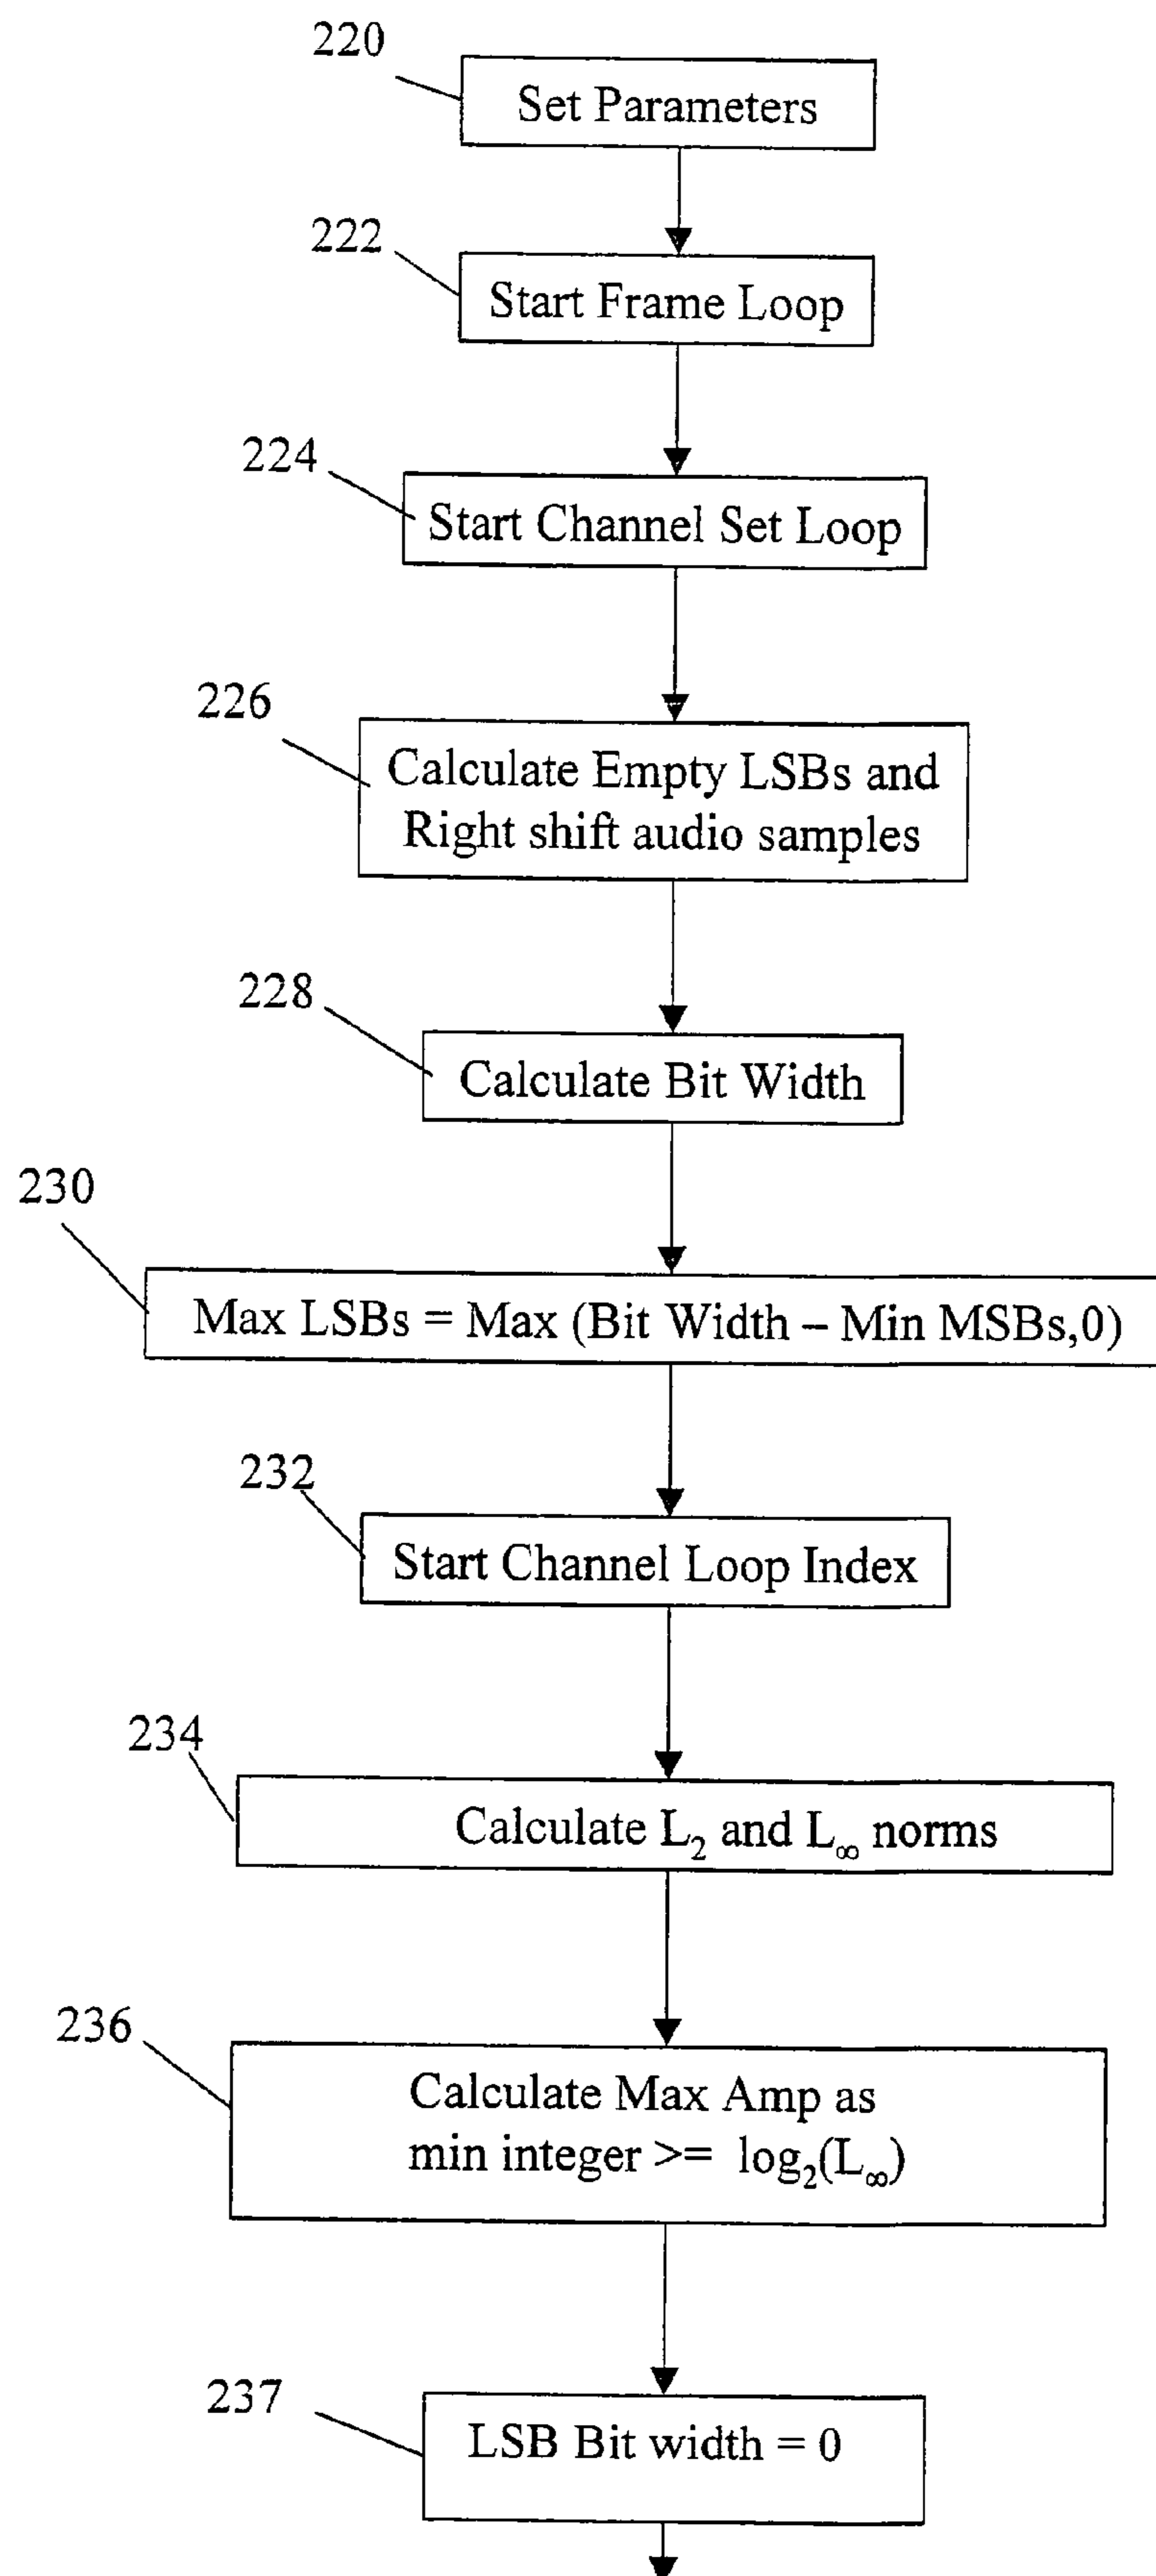 220
Set Parameters
222
Start Frame Loop
224
Start Channel Set Loop
226
Calculate Empty LSBs and
Right shift audio samples
228
Calculate Bit Width
230
Max LSBs = Max (Bit Width – Min MSBs,0)
232
Start Channel Loop Index
234
Calculate L₂ and L∞ norms
236
Calculate Max Amp as
min integer >= log₂(L∞)
237
LSB Bit width = 0